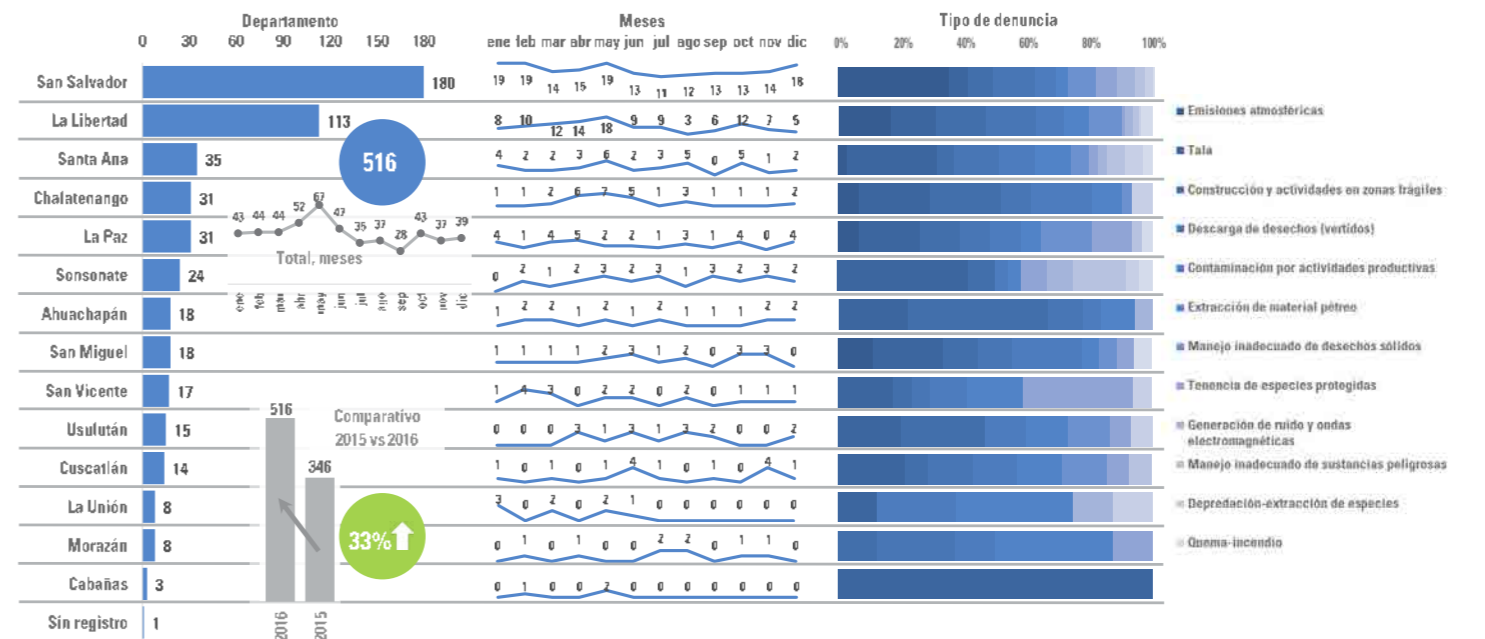 Departamento
0 30 60 90 120 150 180
Meses
ene feb mar abr may jun jul ago sep oct nov dic
Tipo de denuncia
0% 20% 40% 60% 80% 100%
San Salvador 180
19 19 14 15 19 13 11 12 13 13 14 18
La Libertad 113
8 10 12 14 18 9 9 3 6 12 7 5
Santa Ana 35
4 2 2 3 6 2 3 5 0 5 1 2
Chalatenango 31
1 1 2 6 7 5 1 3 1 1 1 2
La Paz 31
4 1 4 5 2 2 1 3 1 4 0 4
Sonsonate 24
0 2 1 2 3 2 3 1 3 2 3 2
Ahuachapán 18
1 2 2 1 2 1 2 1 1 1 2 2
San Miguel 18
1 1 1 1 2 3 1 2 0 3 3 0
San Vicente 17
1 4 3 0 2 2 0 2 0 1 1 1
Usulután 15
0 0 0 3 1 3 1 3 2 0 0 2
Cuscatlán 14
1 0 1 0 1 4 1 0 1 0 4 1
La Unión 8
3 0 2 0 2 1 0 0 0 0 0 0
Morazán 8
0 1 0 1 0 0 2 2 0 1 1 0
Cabañas 3
0 1 0 0 2 0 0 0 0 0 0 0
Sin registro 1
516
43 44 44 52 67 47 35 37 28 43 37 39
Total, meses
ene feb mar abr may jun jul ago sep oct nov dic
Comparativo
2015 vs 2016
516
346
33%
2016
2015
Emisiones atmosféricas
Tala
Construcción y actividades en zonas frágiles
Descarga de desechos (vertidos)
Contaminación por actividades productivas
Extracción de material pétreo
Manejo inadecuado de desechos sólidos
Tenencia de especies protegidas
Generación de ruido y ondas
electromagnéticas
Manejo inadecuado de sustancias peligrosas
Depredación-extracción de especies
Quema-incendio